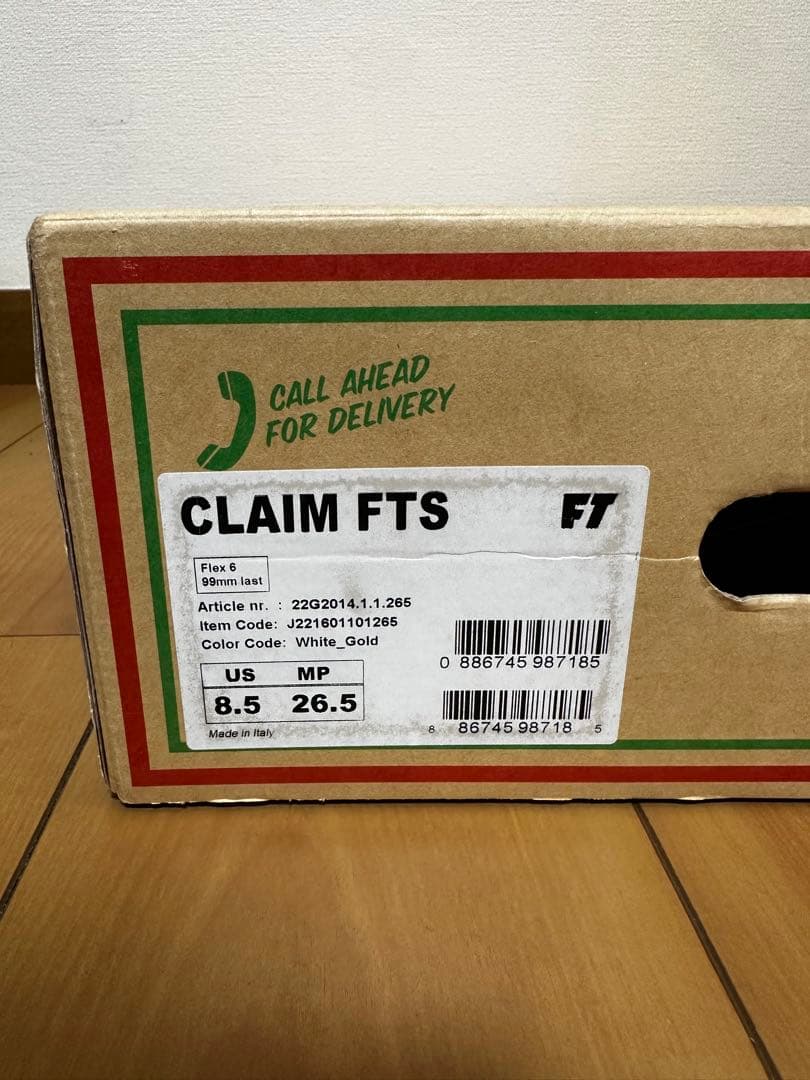 CALL AHEAD
FOR DELIVERY
CLAIM FTS
FT
Flex 6
99mm last
Article nr. : 22G2014.1.1.265
Item Code: J221601101265
Color Code: White_Gold
US MP
8.5 26.5
Made in Italy
0 886745 987185
8 86745 98718 5